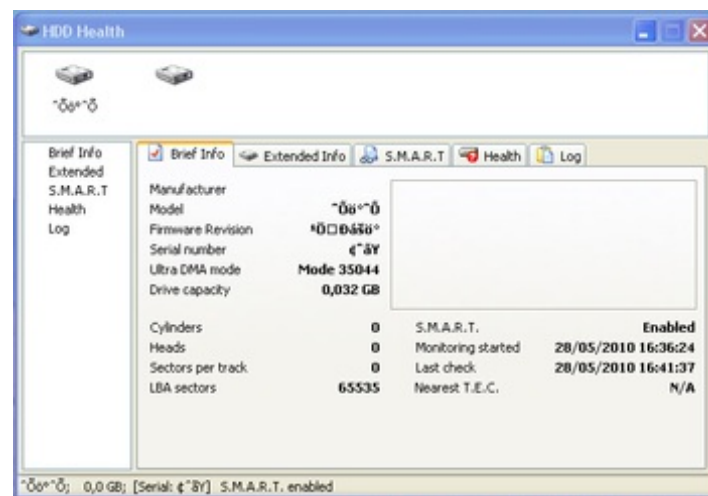 HDD Health
Brief Info
Extended
S.M.A.R.T
Health
Log
Brief Info Extended Info S.M.A.R.T Health Log
Manufacturer
Model
Firmware Revision
Serial number
Ultra DMA mode Mode 35044
Drive capacity 0,032 GB
Cylinders 0
Heads 0
Sectors per track 0
LBA sectors 65535
S.M.A.R.T. Enabled
Monitoring started 28/05/2010 16:36:24
Last check 28/05/2010 16:41:37
Nearest T.E.C. N/A
0,0 GB; [Serial: ¢ˆãY] S.M.A.R.T. enabled